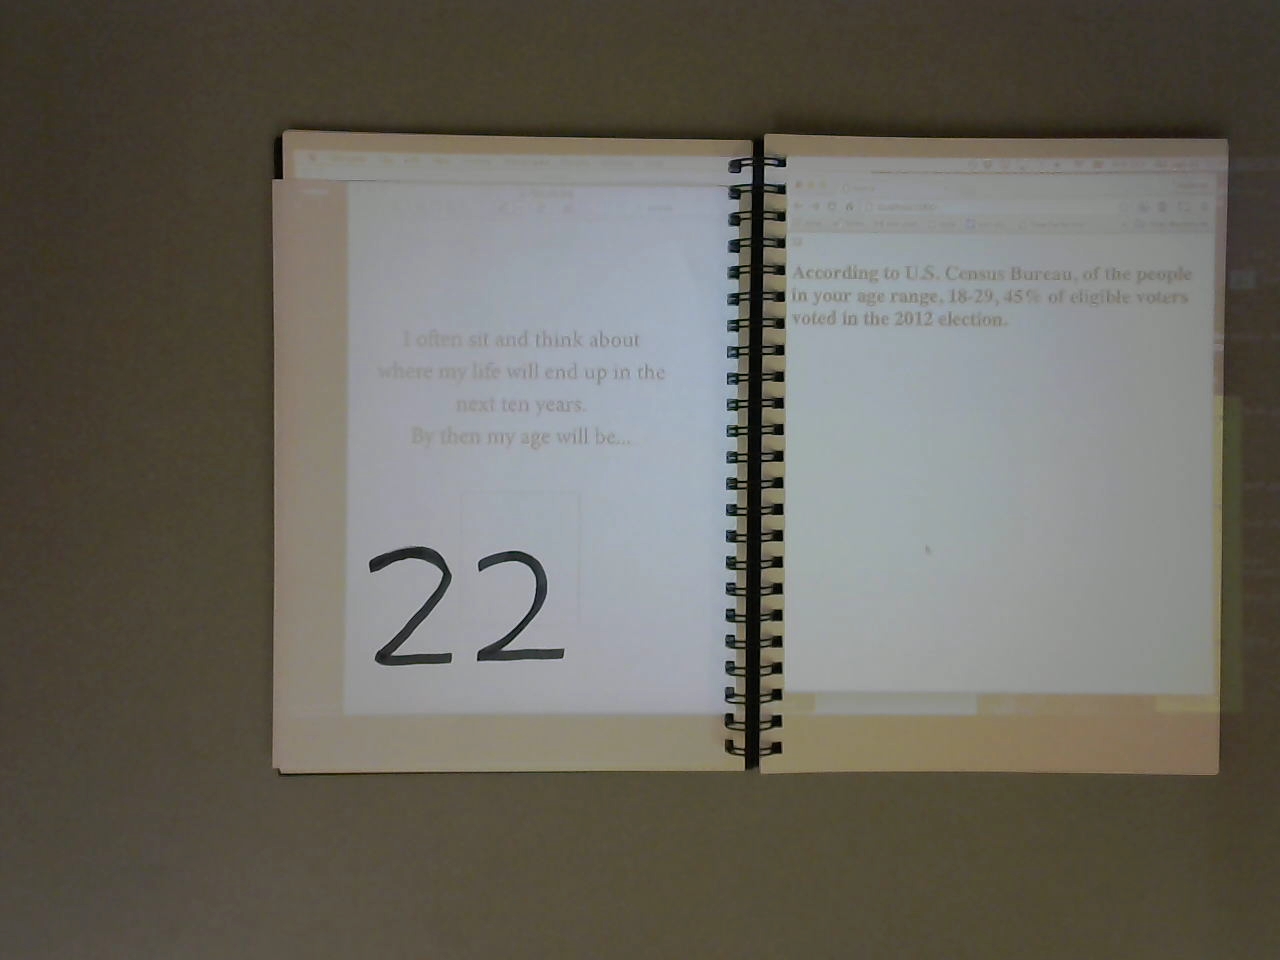 I often sit and think about
where my life will end up in the
next ten years.
By then my age will be...
22
According to U.S. Census Bureau, of the people
in your age range, 18-29, 45% of eligible voters
voted in the 2012 election.